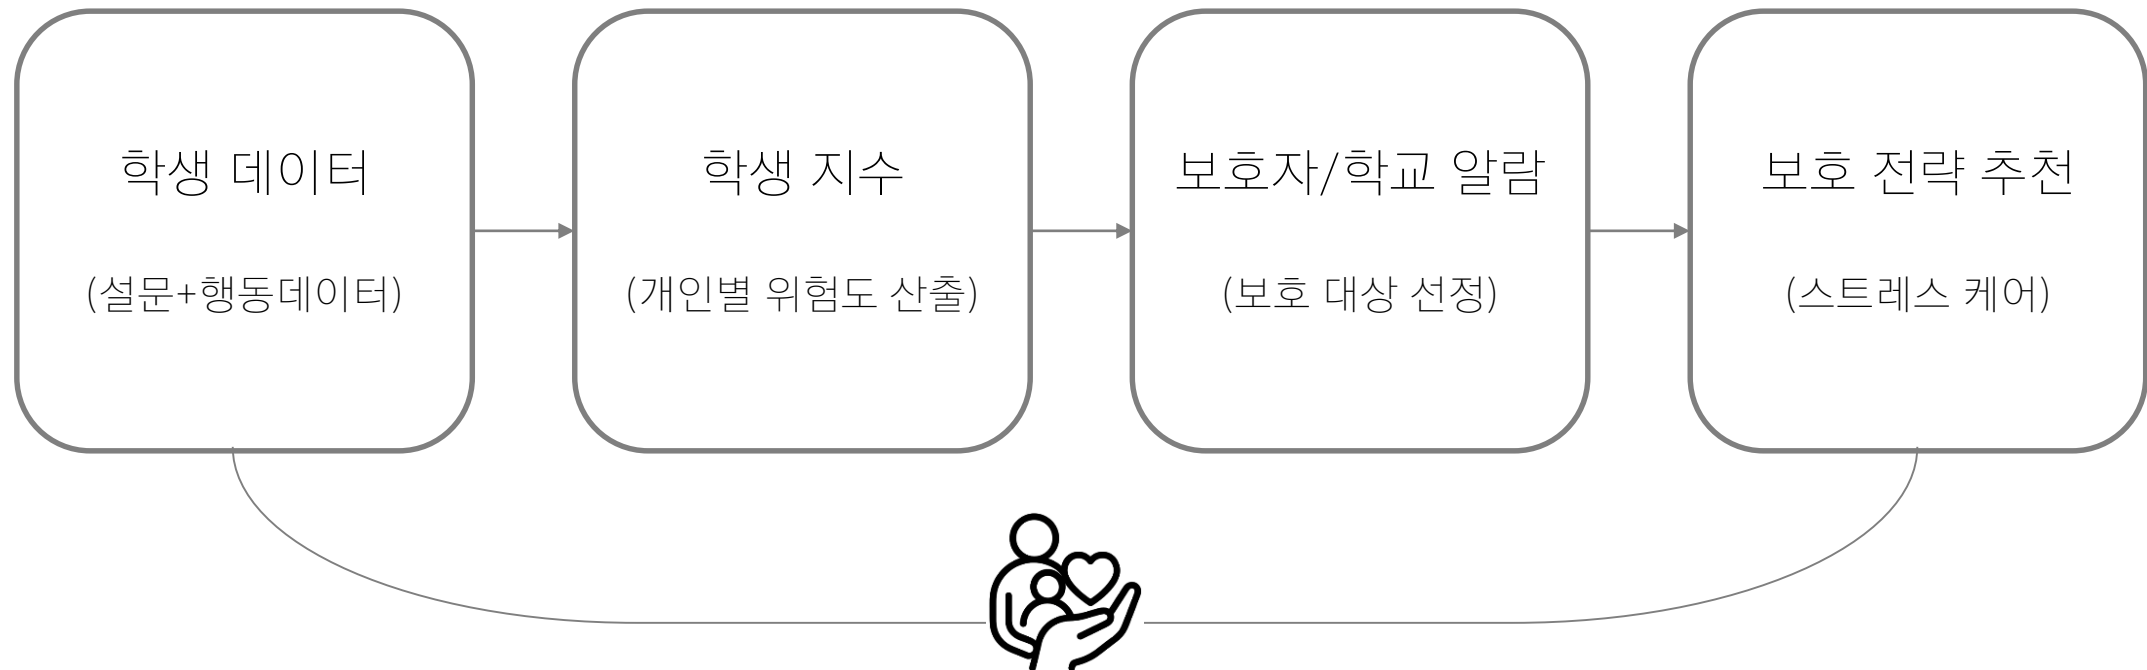 학생 데이터
(설문+행동데이터)
학생 지수
(개인별 위험도 산출)
보호자/학교 알람
(보호 대상 선정)
보호 전략 추천
(스트레스 케어)